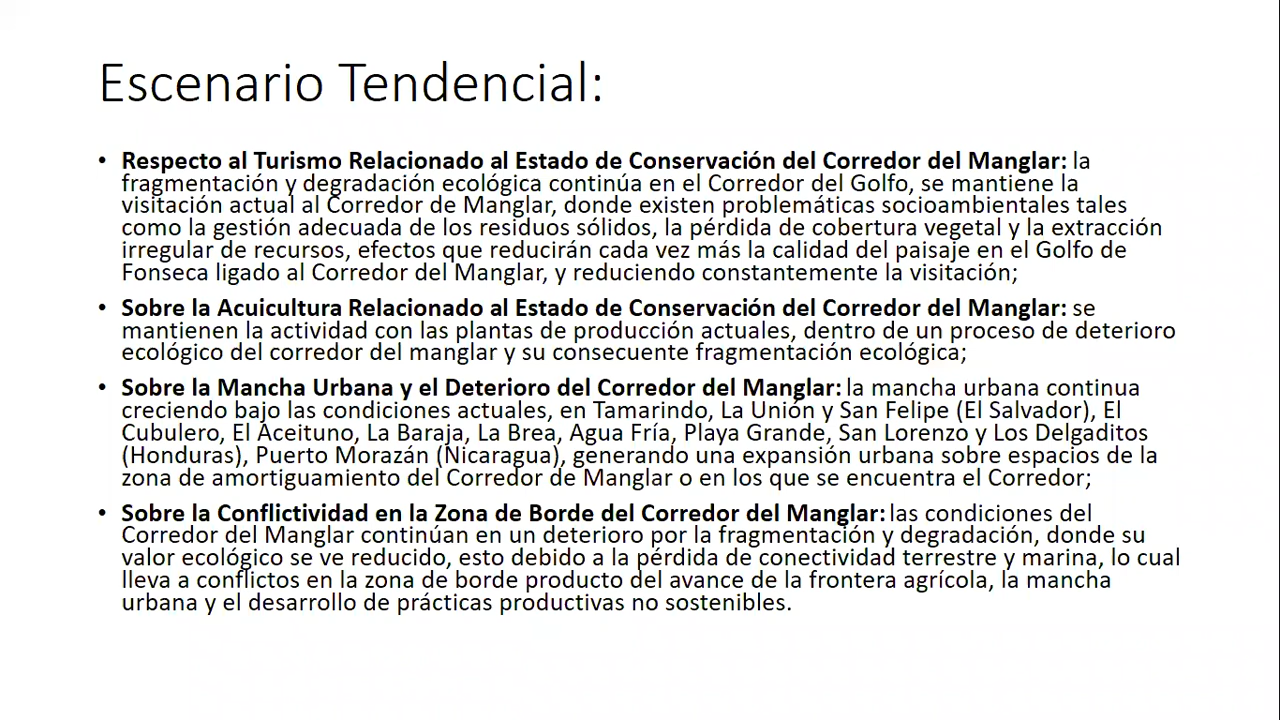 Escenario Tendencial:
• Respecto al Turismo Relacionado al Estado de Conservación del Corredor del Manglar: la
fragmentación y degradación ecológica continúa en el Corredor del Golfo, se mantiene la
visitación actual al Corredor de Manglar, donde existen problemáticas socioambientales tales
como la gestión adecuada de los residuos sólidos, la pérdida de cobertura vegetal y la extracción
irregular de recursos, efectos que reducirán cada vez más la calidad del paisaje en el Golfo de
Fonseca ligado al Corredor del Manglar, y reduciendo constantemente la visitación;
• Sobre la Acuicultura Relacionado al Estado de Conservación del Corredor del Manglar: se
mantienen la actividad con las plantas de producción actuales, dentro de un proceso de deterioro
ecológico del corredor del manglar y su consecuente fragmentación ecológica;
• Sobre la Mancha Urbana y el Deterioro del Corredor del Manglar: la mancha urbana continua
creciendo bajo las condiciones actuales, en Tamarindo, La Unión y San Felipe (El Salvador), El
Cubulero, El Aceituno, La Baraja, La Brea, Agua Fría, Playa Grande, San Lorenzo y Los Delgaditos
(Honduras), Puerto Morazán (Nicaragua), generando una expansión urbana sobre espacios de la
zona de amortiguamiento del Corredor de Manglar o en los que se encuentra el Corredor;
• Sobre la Conflictividad en la Zona de Borde del Corredor del Manglar: las condiciones del
Corredor del Manglar continúan en un deterioro por la fragmentación y degradación, donde su
valor ecológico se ve reducido, esto debido a la pérdida de conectividad terrestre y marina, lo cual
lleva a conflictos en la zona de borde producto del avance de la frontera agrícola, la mancha
urbana y el desarrollo de prácticas productivas no sostenibles.